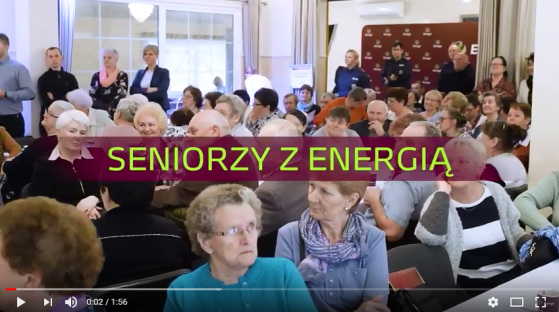 SENIORZY Z ENERGIĄ
0:02 / 1:56